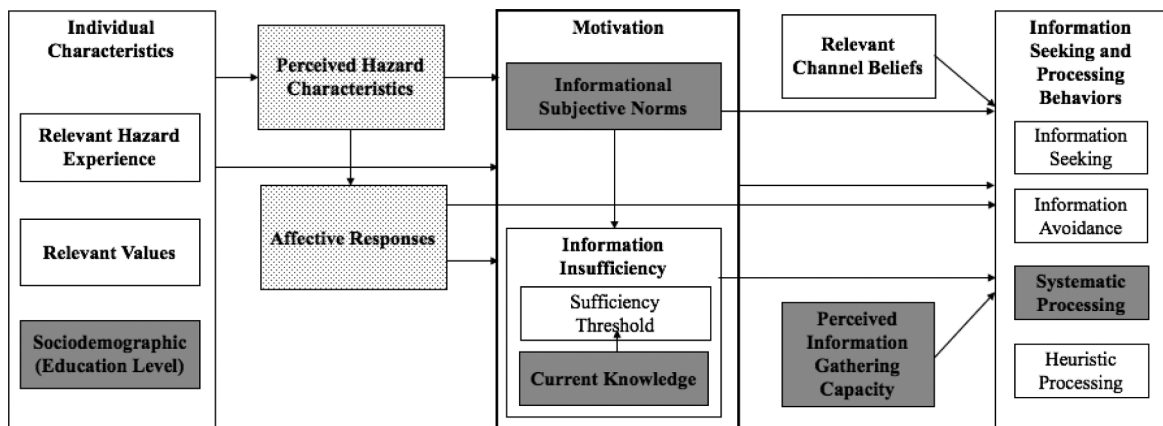 Individual
Characteristics
Relevant Hazard
Experience
Relevant Values
Sociodemographic
(Education Level)
Perceived Hazard
Characteristics
Affective Responses
Motivation
Informational
Subjective Norms
Information
Insufficiency
Sufficiency
Threshold
Current Knowledge
Relevant
Channel Beliefs
Perceived
Information
Gathering
Capacity
Information
Seeking and
Processing
Behaviors
Information
Seeking
Information
Avoidance
Systematic
Processing
Heuristic
Processing